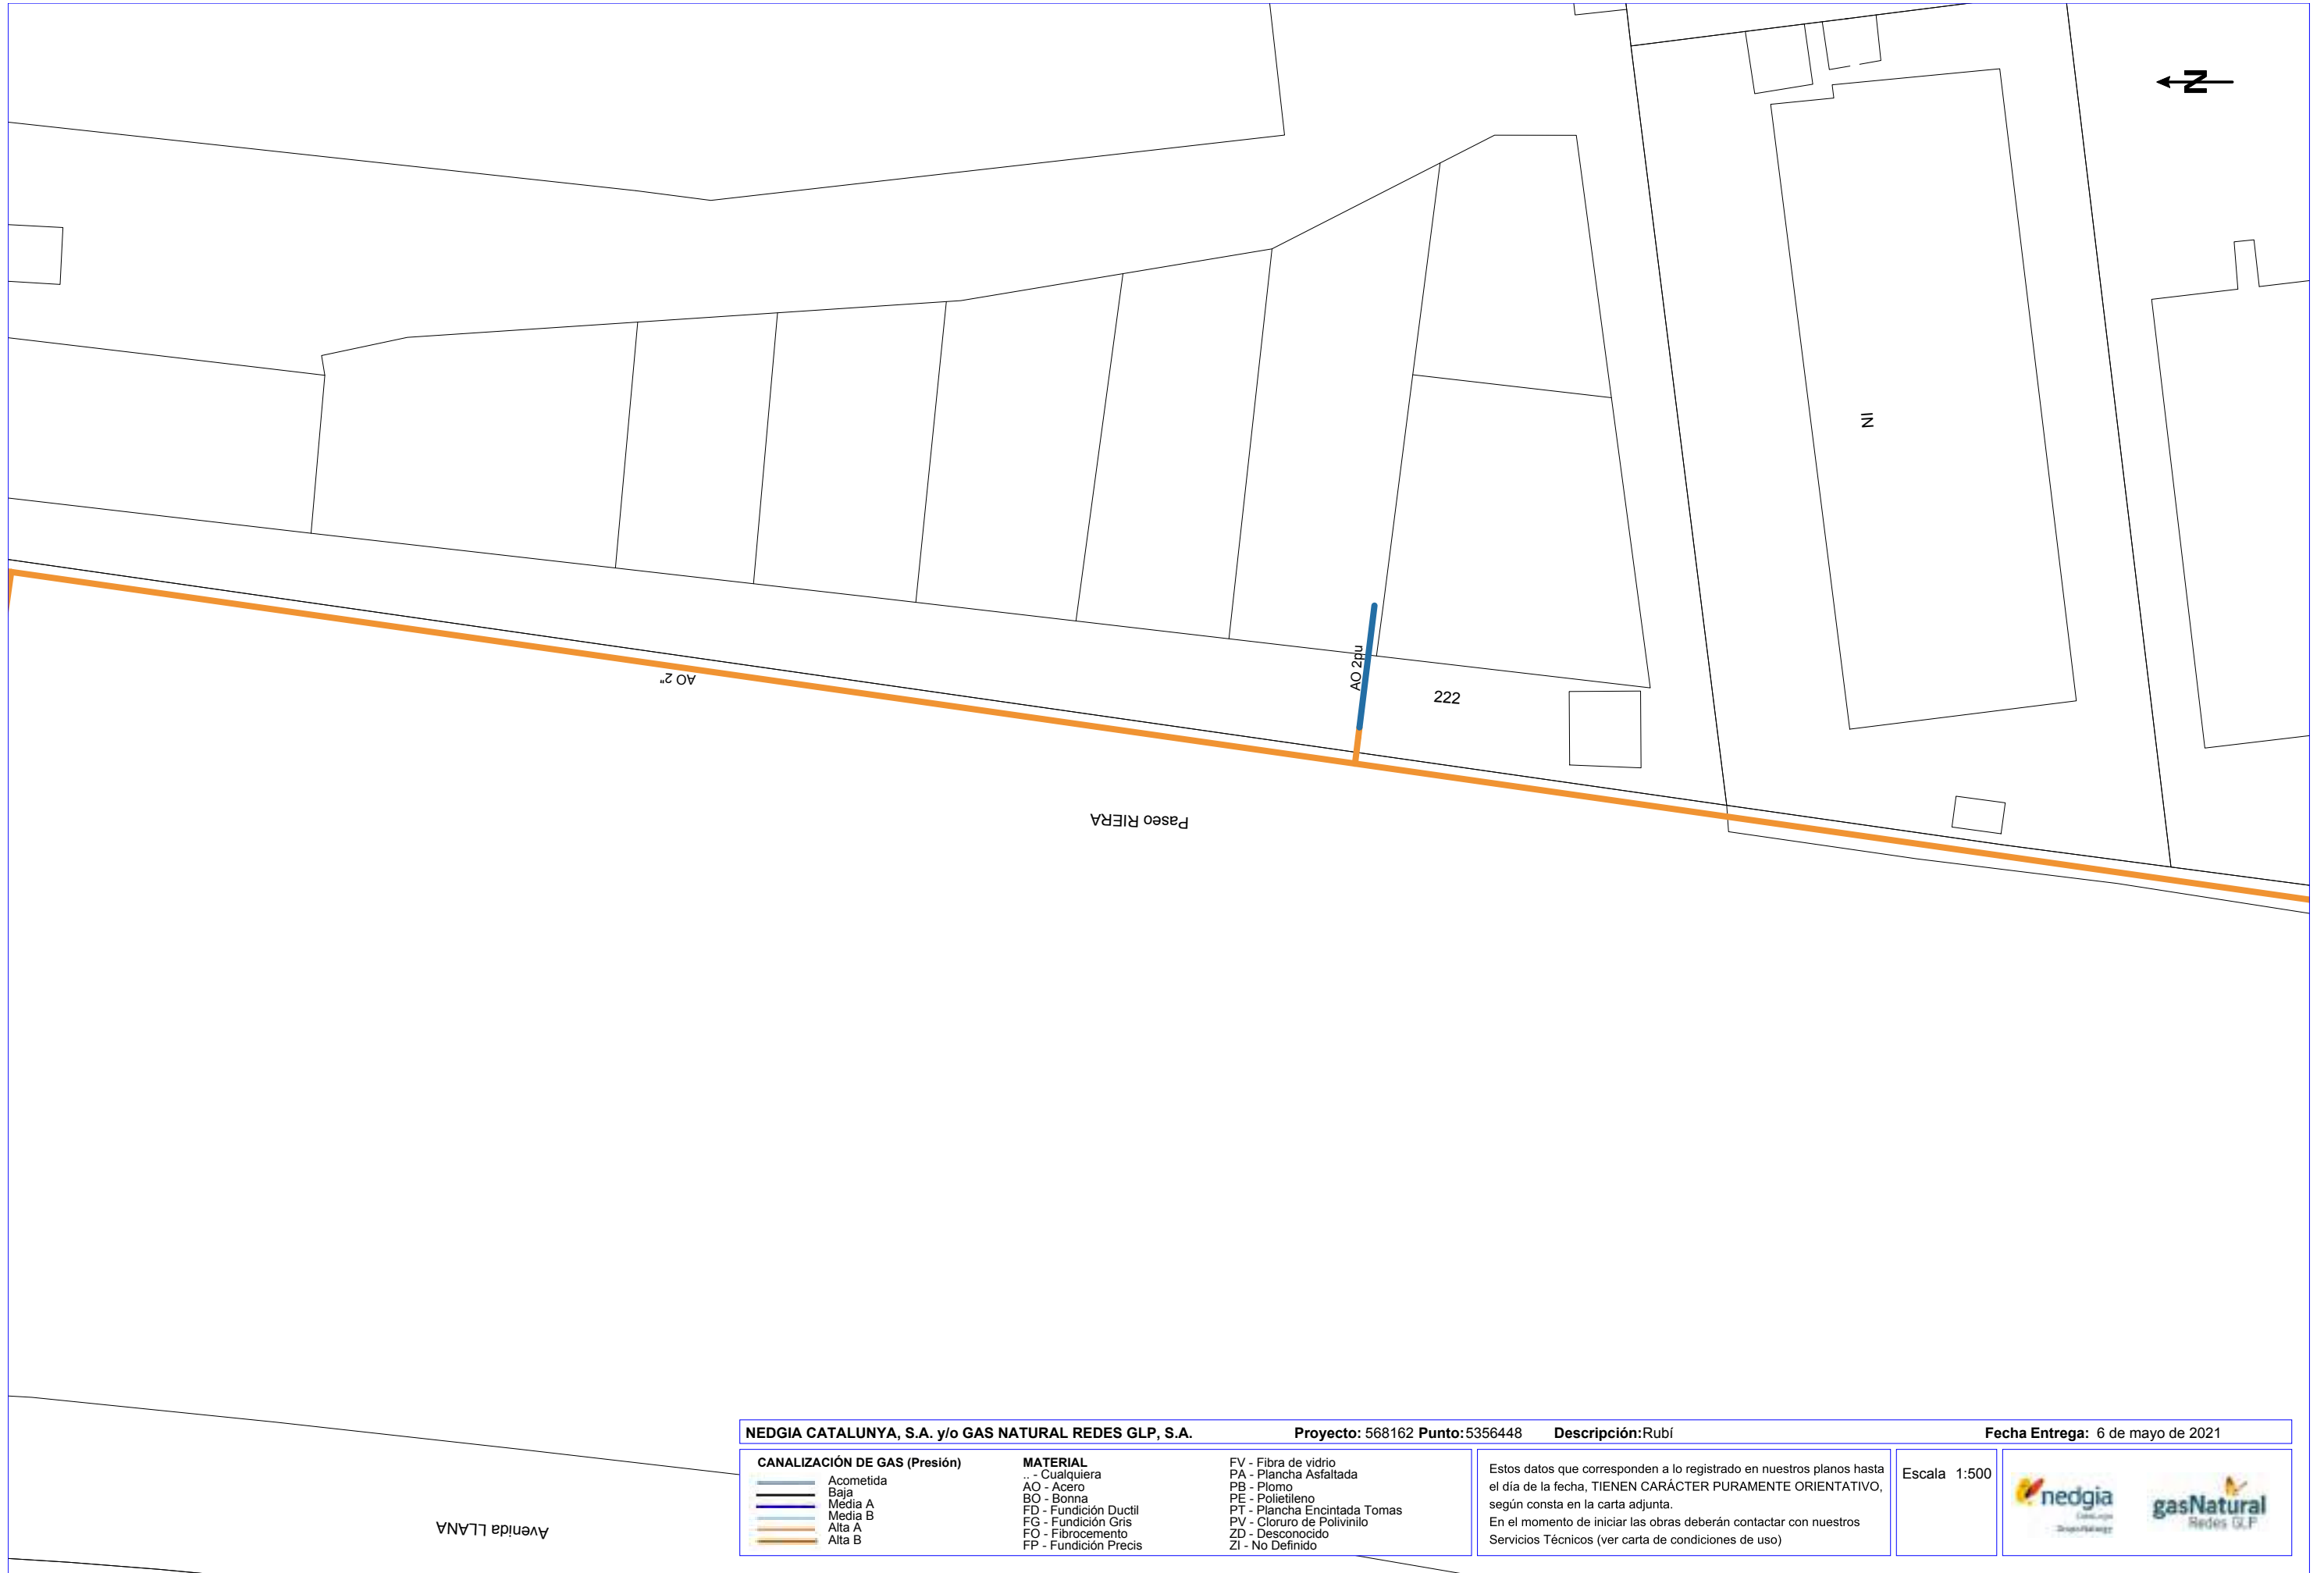 N
IN
AO 2pu
AO 2"
222
Paseo RIERA
Avenida LLANA
NEDGIA CATALUNYA, S.A. y/o GAS NATURAL REDES GLP, S.A. Proyecto: 568162 Punto:5356448 Descripción:Rubí Fecha Entrega: 6 de mayo de 2021
CANALIZACIÓN DE GAS (Presión)
Acometida
Baja
Media A
Media B
Alta A
Alta B
MATERIAL
.. - Cualquiera
AO - Acero
BO - Bonna
FD - Fundición Ductil
FG - Fundición Gris
FO - Fibrocemento
FP - Fundición Precis
FV - Fibra de vidrio
PA - Plancha Asfaltada
PB - Plomo
PE - Polietileno
PT - Plancha Encintada Tomas
PV - Cloruro de Polivinilo
ZD - Desconocido
ZI - No Definido
Estos datos que corresponden a lo registrado en nuestros planos hasta
el día de la fecha, TIENEN CARÁCTER PURAMENTE ORIENTATIVO,
según consta en la carta adjunta.
En el momento de iniciar las obras deberán contactar con nuestros
Servicios Técnicos (ver carta de condiciones de uso)
Escala 1:500
nedgia
gasNatural
Redes GLP